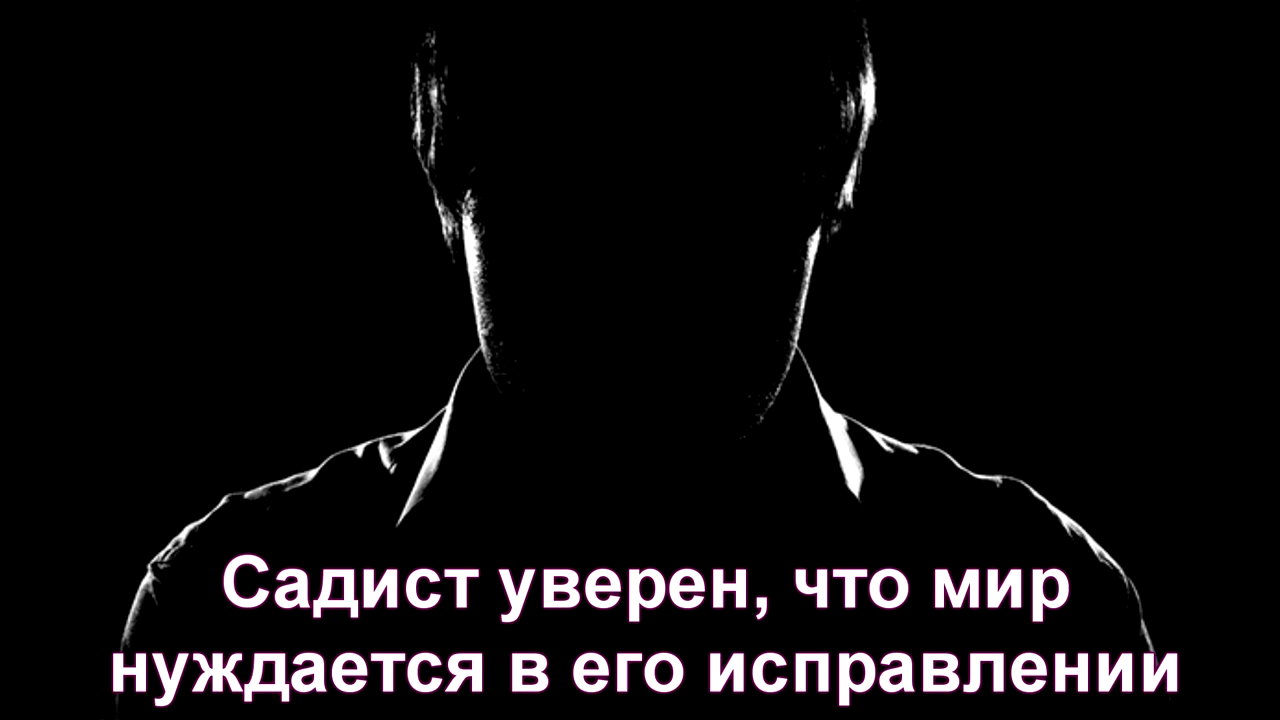 Садист уверен, что мир
нуждается в его исправлении